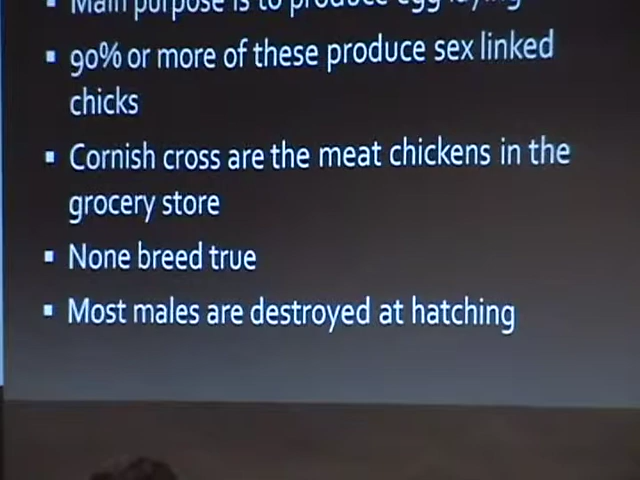 Main purpose is to produce egg laying
90% or more of these produce sex linked
chicks
Cornish cross are the meat chickens in the
grocery store
None breed true
Most males are destroyed at hatching